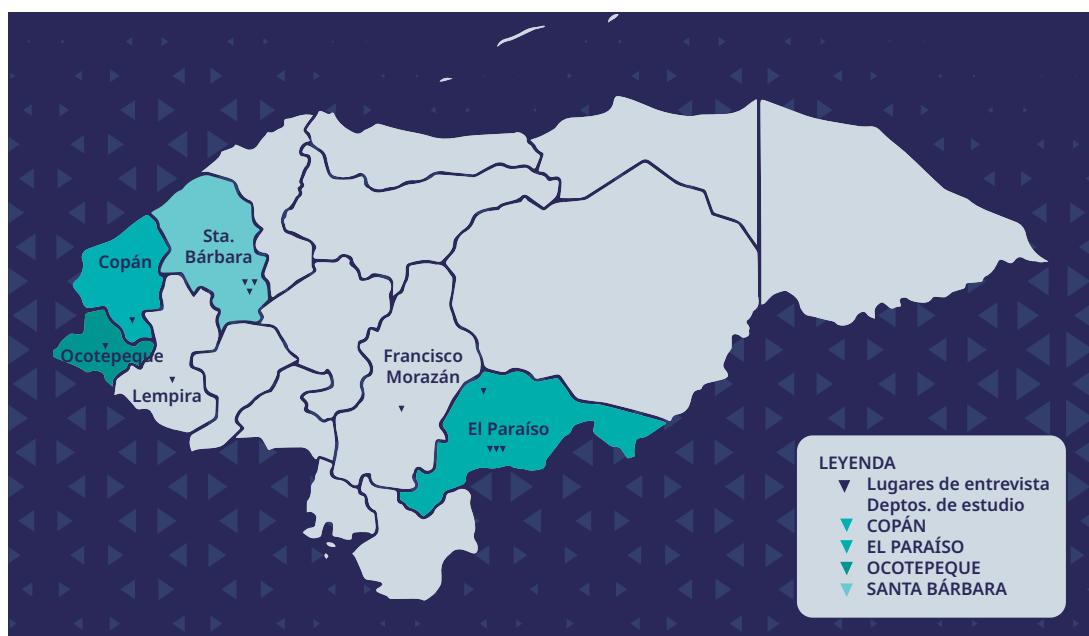 Sta.
Bárbara
Copán
Ocotepeque
Lempira
Francisco
Morazán
El Paraíso
LEYENDA
Lugares de entrevista
Deptos. de estudio
COPÁN
EL PARAÍSO
OCOTEPEQUE
SANTA BÁRBARA